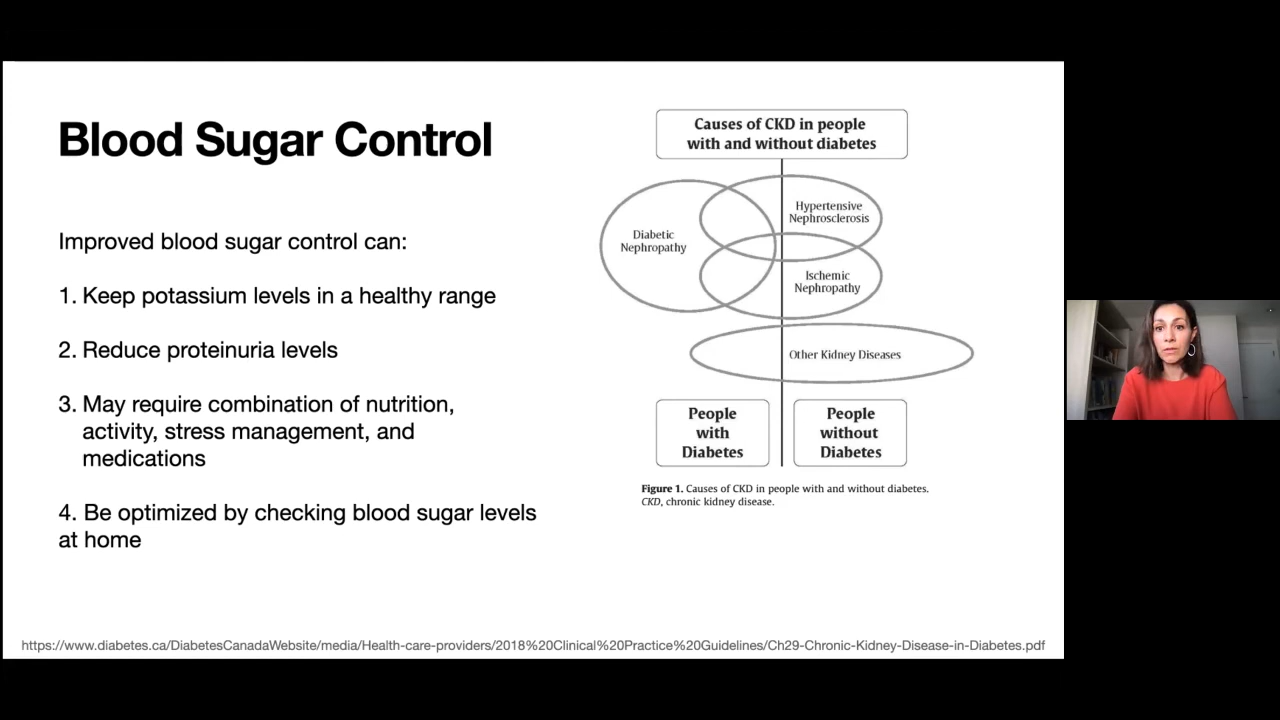 Blood Sugar Control
Improved blood sugar control can:
1. Keep potassium levels in a healthy range
2. Reduce proteinuria levels
3. May require combination of nutrition,
activity, stress management, and
medications
4. Be optimized by checking blood sugar levels
at home
Causes of CKD in people
with and without diabetes
Hypertensive
Nephrosclerosis
Diabetic
Nephropathy
Ischemic
Nephropathy
Other Kidney Diseases
People
with
Diabetes
People
without
Diabetes
Figure 1. Causes of CKD in people with and without diabetes.
CKD, chronic kidney disease.
https://www.diabetes.ca/DiabetesCanadaWebsite/media/Health-care-providers/2018%20Clinical%20Practice%20Guidelines/Ch29-Chronic-Kidney-Disease-in-Diabetes.pdf